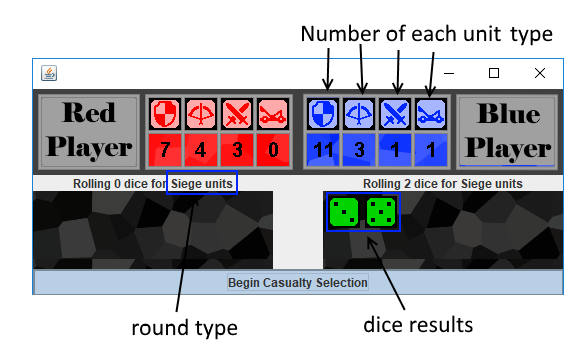 Number of each unit type
Red
Player
7 4 3 0
11 3 1 1
Blue
Player
Rolling 0 dice for Siege units
Rolling 2 dice for Siege units
Begin Casualty Selection
round type
dice results